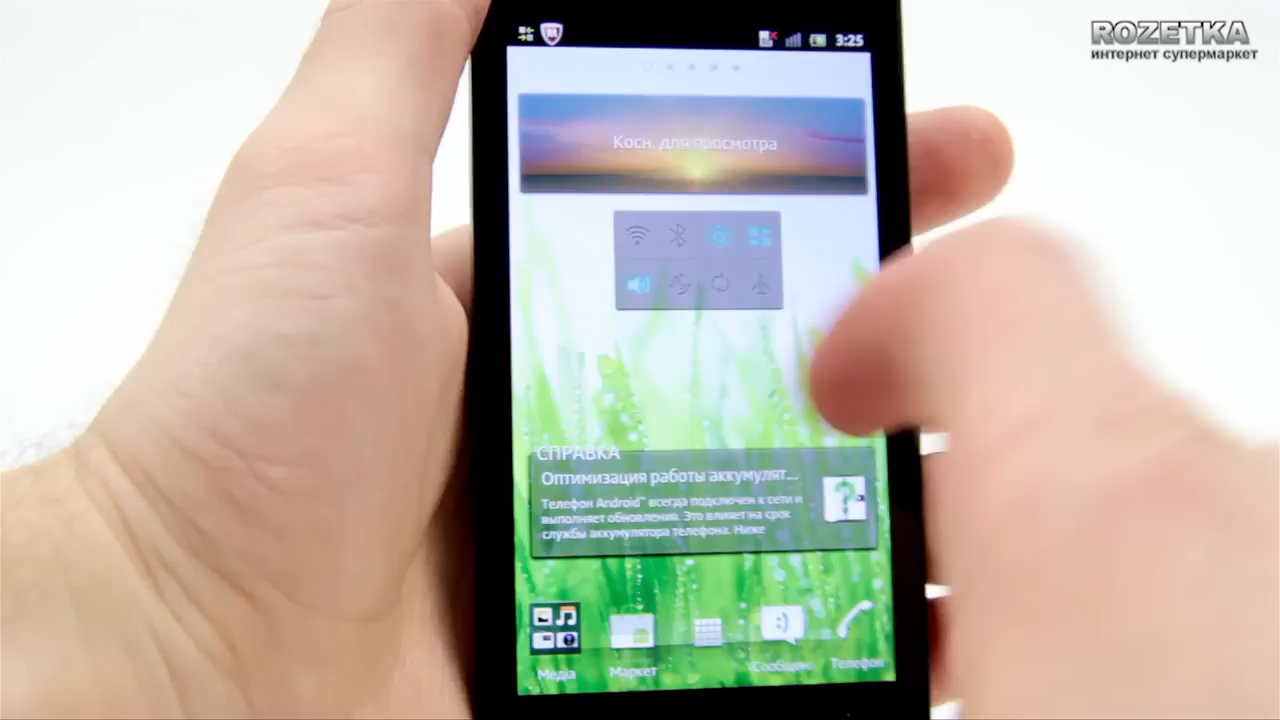 ROZETKA
интернет супермаркет
3:25
Косн. для просмотра
СПРАВКА
Оптимизация работы аккумулят...
Телефон Android™ всегда подключен к сети и
выполняет обновления. Это влияет на срок
службы аккумулятора телефона. Ниже
Медіа Маркет Сообщен. Телефон